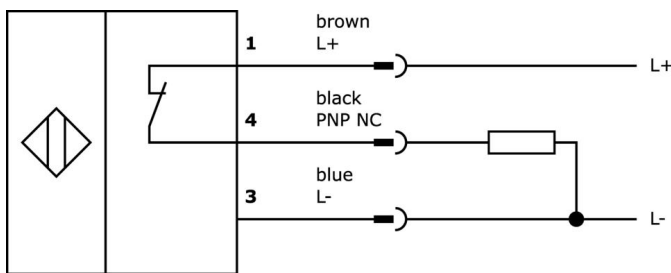 brown
1 L+
L+
black
4 PNP NC
blue
3 L-
L-